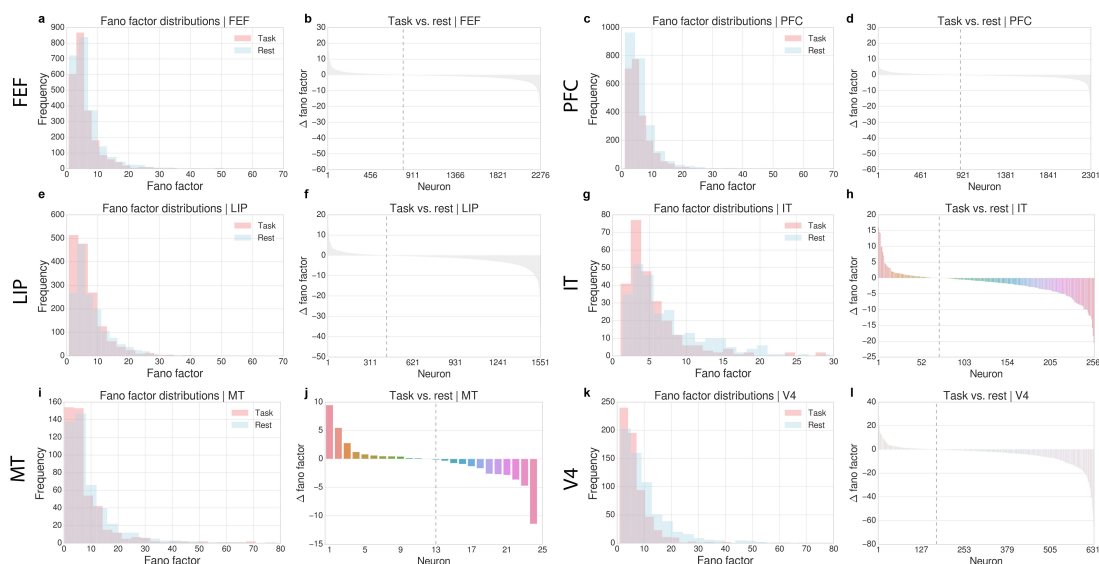 a Fano factor distributions | FEF
900
800
700
600
500
400
300
200
100
0
Frequency
0 10 20 30 40 50 60 70
Fano factor
Task
Rest
FEF
b Task vs. rest | FEF
30
20
10
0
−10
−20
−30
−40
−50
−60
Δ fano factor
1 456 911 1366 1821 2276
Neuron
c Fano factor distributions | PFC
1000
800
600
400
200
0
Frequency
0 10 20 30 40 50 60 70
Fano factor
Task
Rest
PFC
d Task vs. rest | PFC
30
20
10
0
−10
−20
−30
−40
−50
−60
Δ fano factor
1 461 921 1381 1841 2301
Neuron
e Fano factor distributions | LIP
600
500
400
300
200
100
0
Frequency
0 10 20 30 40 50 60 70
Fano factor
Task
Rest
LIP
f Task vs. rest | LIP
20
10
0
−10
−20
−30
−40
−50
Δ fano factor
1 311 621 931 1241 1551
Neuron
g Fano factor distributions | IT
80
70
60
50
40
30
20
10
0
Frequency
0 5 10 15 20 25 30
Fano factor
Task
Rest
IT
h Task vs. rest | IT
20
15
10
5
0
−5
−10
−15
−20
−25
Δ fano factor
1 52 103 154 205 256
Neuron
i Fano factor distributions | MT
160
140
120
100
80
60
40
20
0
Frequency
0 10 20 30 40 50 60 70 80
Fano factor
Task
Rest
MT
j Task vs. rest | MT
10
5
0
−5
−10
−15
Δ fano factor
1 5 9 13 17 21 25
Neuron
k Fano factor distributions | V4
250
200
150
100
50
0
Frequency
0 20 40 60 80 100
Fano factor
Task
Rest
V4
l Task vs. rest | V4
40
20
0
−20
−40
−60
−80
Δ fano factor
1 127 253 379 505 631
Neuron